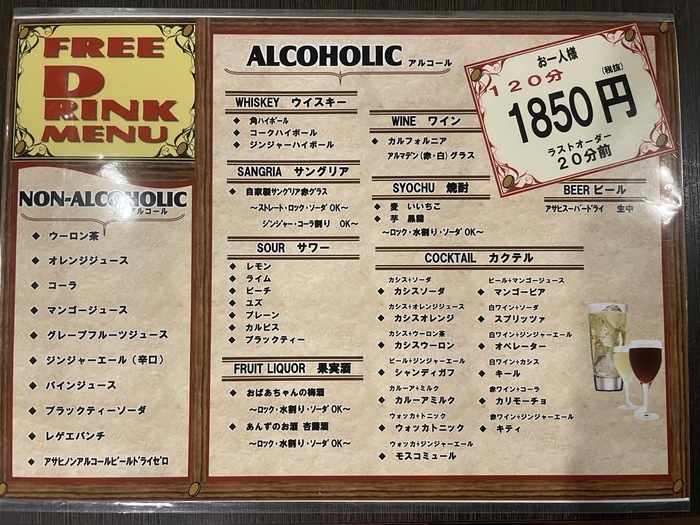 FREE
DRINK
MENU
NON-ALCOHOLIC
ノンアルコール
◆ ウーロン茶
◆ オレンジジュース
◆ コーラ
◆ マンゴージュース
◆ グレープフルーツジュース
◆ ジンジャーエール（辛口）
◆ パインジュース
◆ ブラックティーソーダ
◆ レゲエパンチ
◆ アサヒノンアルコールビールドライゼロ
ALCOHOLIC アルコール
お一人様
120分
(税抜)
1850円
ラストオーダー
20分前
WHISKEY ウイスキー
◆ 角ハイボール
◆ コークハイボール
◆ ジンジャーハイボール
SANGRIA サングリア
◆ 自家製サングリア赤グラス
～ストレート・ロック・ソーダOK～
ジンジャー・コーラ割り OK～
SOUR サワー
◆ レモン
◆ ライム
◆ ピーチ
◆ ユズ
◆ プレーン
◆ カルピス
◆ ブラックティー
FRUIT LIQUOR 果実酒
◆ おばあちゃんの梅酒
～ロック・水割り・ソーダOK～
◆ あんずのお酒 杏露酒
～ロック・水割り・ソーダOK～
WINE ワイン
◆ カルフォルニア
アルマデン（赤・白）グラス
SYOCHU 焼酎
◆ 麦 いいちこ
◆ 芋 黒霧
～ロック・水割り・ソーダOK～
BEER ビール
アサヒスーパードライ 生中
COCKTAIL カクテル
カシス+ソーダ
◆ カシスソーダ
カシス+オレンジジュース
◆ カシスオレンジ
カシス+ウーロン茶
◆ カシスウーロン
ビール+ジンジャーエール
◆ シャンディガフ
カルーア+ミルク
◆ カルーアミルク
ウォッカ+トニック
◆ ウォッカトニック
ウォッカ+ジンジャーエール
◆ モスコミュール
ビール+マンゴージュース
◆ マンゴービア
白ワイン+ソーダ
◆ スプリッツァ
白ワイン+ジンジャーエール
◆ オペレーター
白ワイン+カシス
◆ キール
赤ワイン+コーラ
◆ カリモーチョ
赤ワイン+ジンジャーエール
◆ キティ